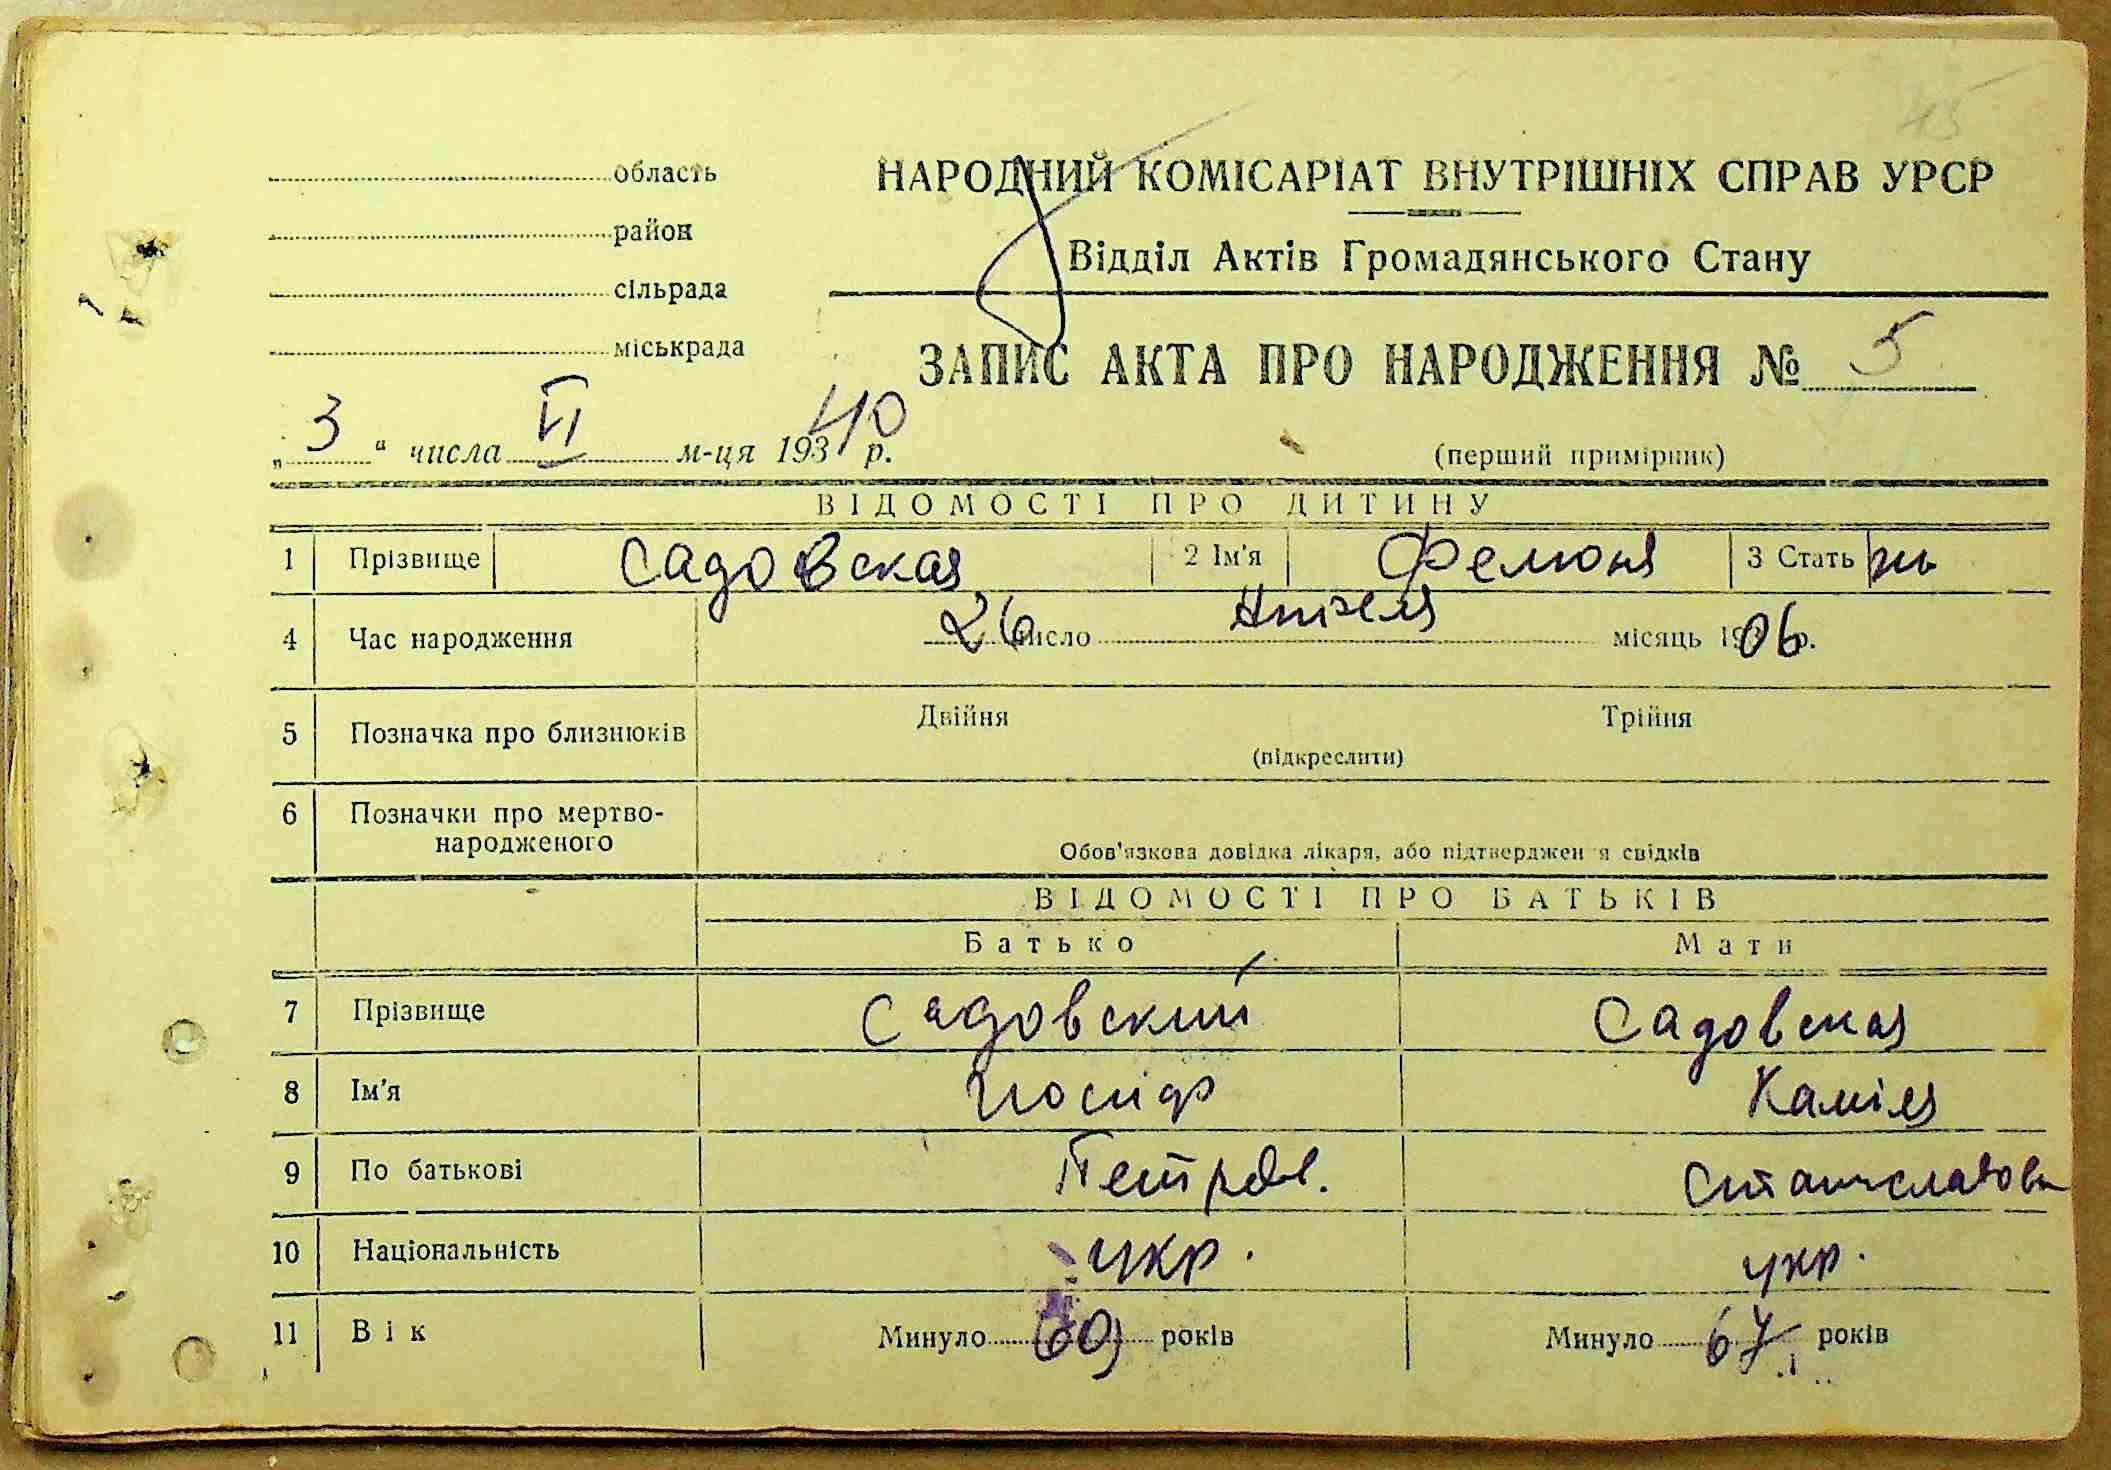 45
область
НАРОДНИЙ КОМІСАРІАТ ВНУТРІШНІХ СПРАВ УРСР
район
Відділ Актів Громадянського Стану
сільрада
міськрада
ЗАПИС АКТА ПРО НАРОДЖЕННЯ № 5
„3" числа VI м-ця 19340 р.
(перший примірник)
ВІДОМОСТІ ПРО ДИТИНУ
1 Прізвище Садовская 2 Ім'я Фелюня 3 Стать ж
4 Час народження 26 число Апреля місяць 1906 р.
5 Позначка про близнюків Двійня Трійня
(підкреслити)
6 Позначки про мертво-
народженого
Обов'язкова довідка лікаря, або підтвердження свідків
ВІДОМОСТІ ПРО БАТЬКІВ
Батько Мати
7 Прізвище Садовский Садовская
8 Ім'я Иосиф Каміля
9 По батькові Петров. Станиславовн
10 Національність укр. укр.
11 Вік Минуло років Минуло 67 років